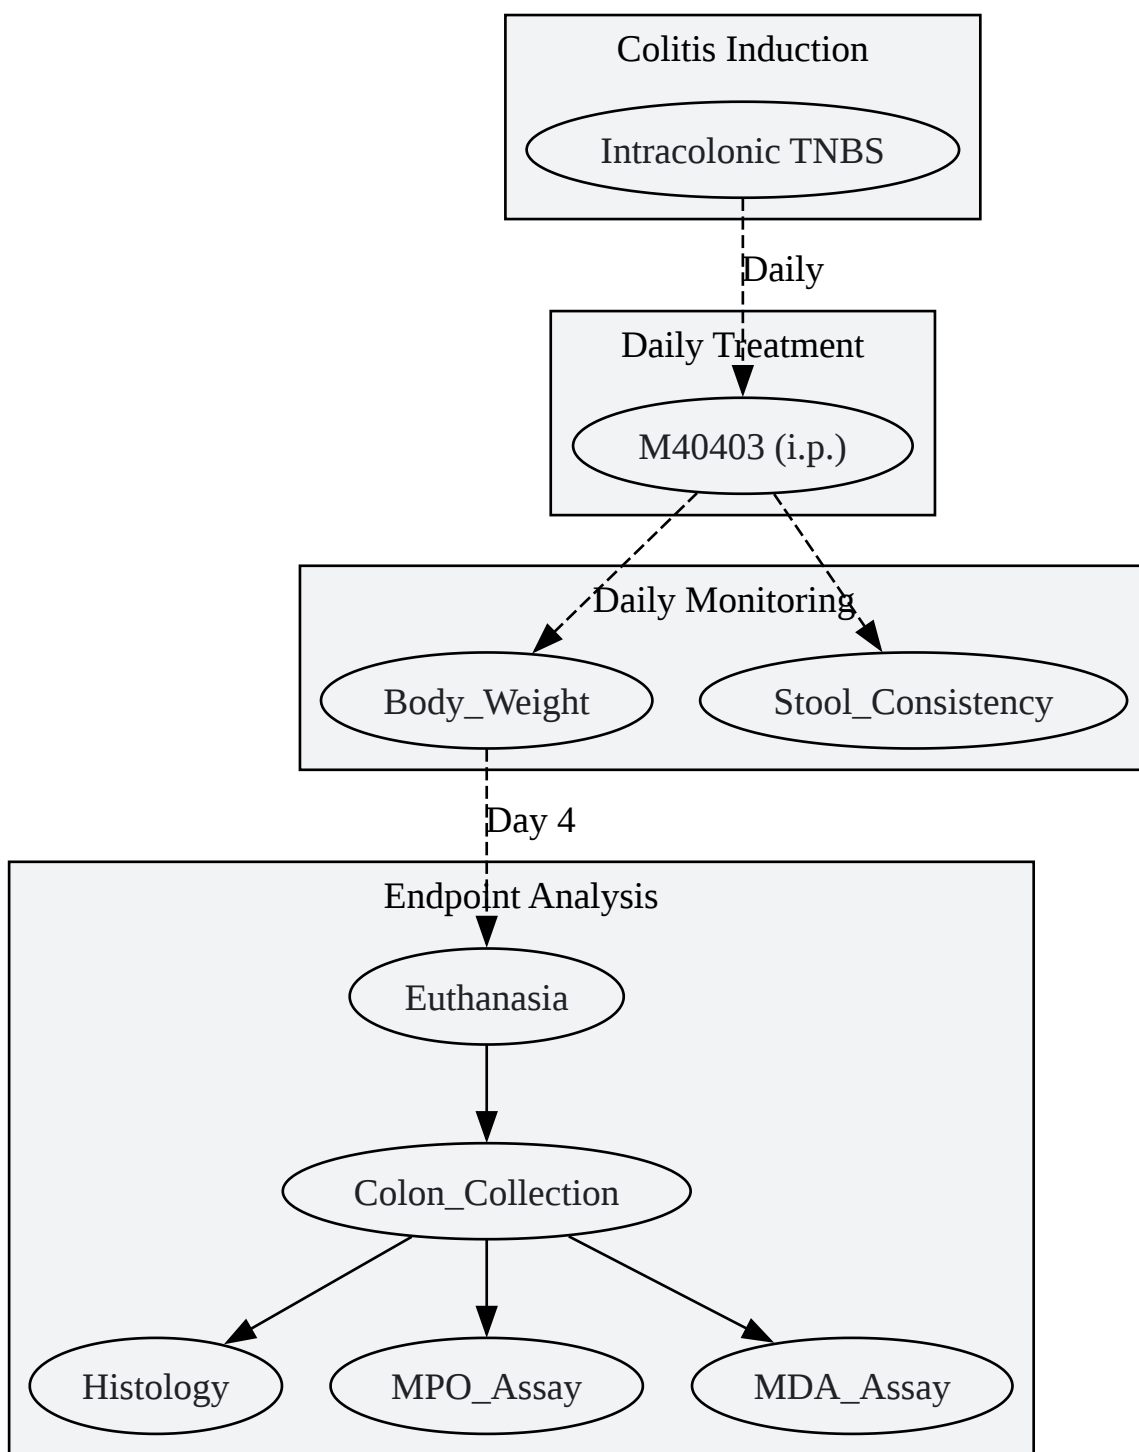 Colitis Induction
Intracolonic TNBS
Daily
Daily Treatment
M40403 (i.p.)
Daily Monitoring
Body_Weight
Stool_Consistency
Day 4
Endpoint Analysis
Euthanasia
Colon_Collection
Histology
MPO_Assay
MDA_Assay